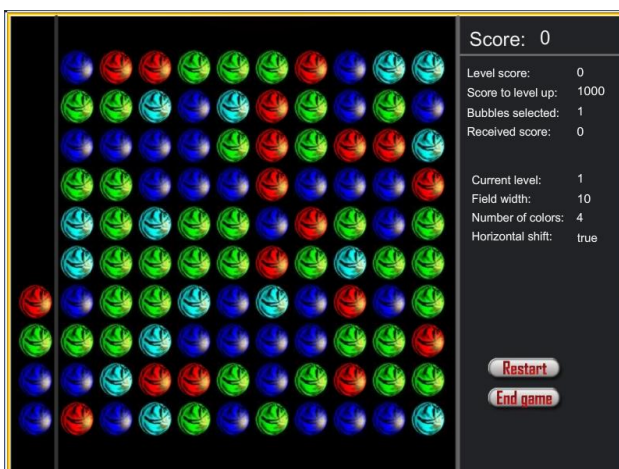 Score: 0
Level score: 0
Score to level up: 1000
Bubbles selected: 1
Received score: 0
Current level: 1
Field width: 10
Number of colors: 4
Horizontal shift: true
Restart
End game